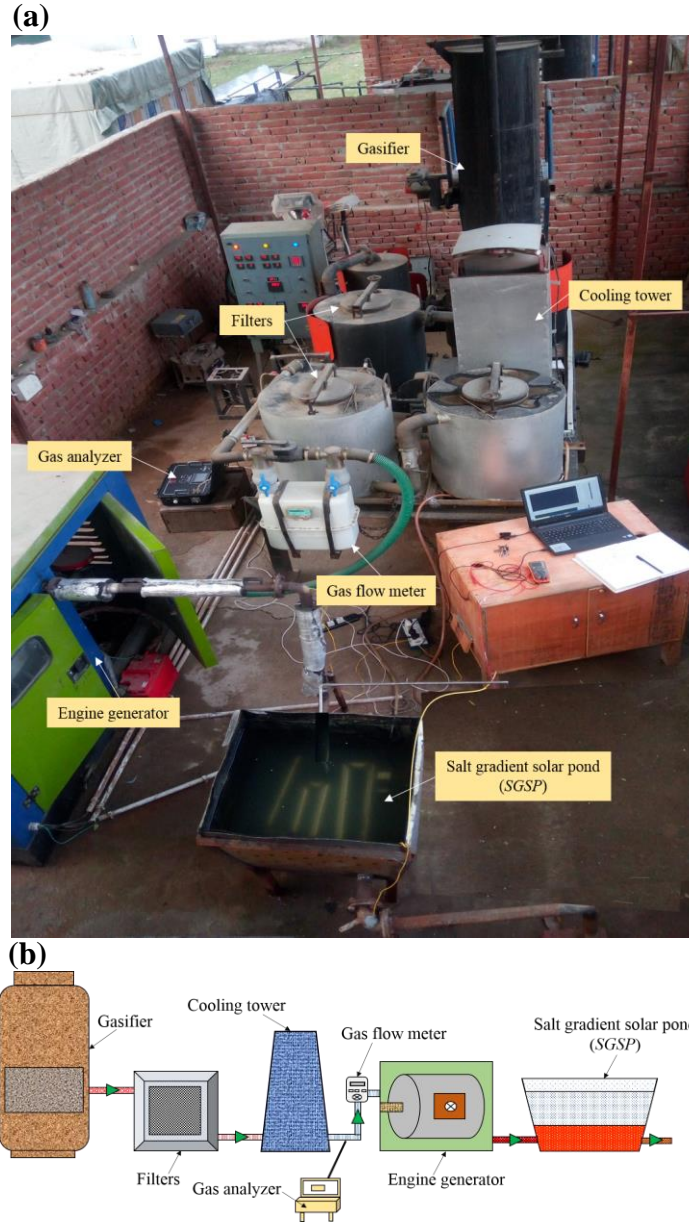 (a)
Gasifier
Cooling tower
Filters
Gas analyzer
Gas flow meter
Engine generator
Salt gradient solar pond
(SGSP)
(b)
Gasifier
Cooling tower
Gas flow meter
Salt gradient solar pond
(SGSP)
Filters
Gas analyzer
Engine generator